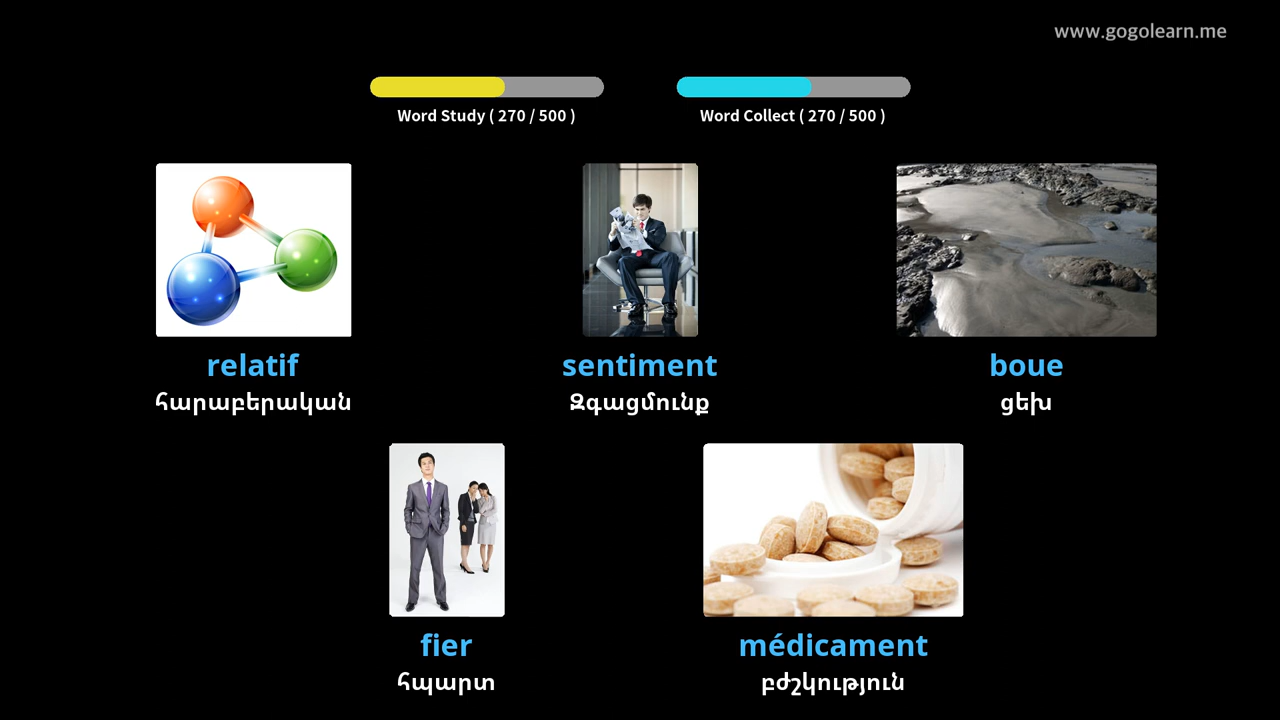 www.gogolearn.me
Word Study ( 270 / 500 )
Word Collect ( 270 / 500 )
relatif
հարաբերական
sentiment
Զգացմունք
boue
ցեխ
fier
հպարտ
médicament
բժշկություն